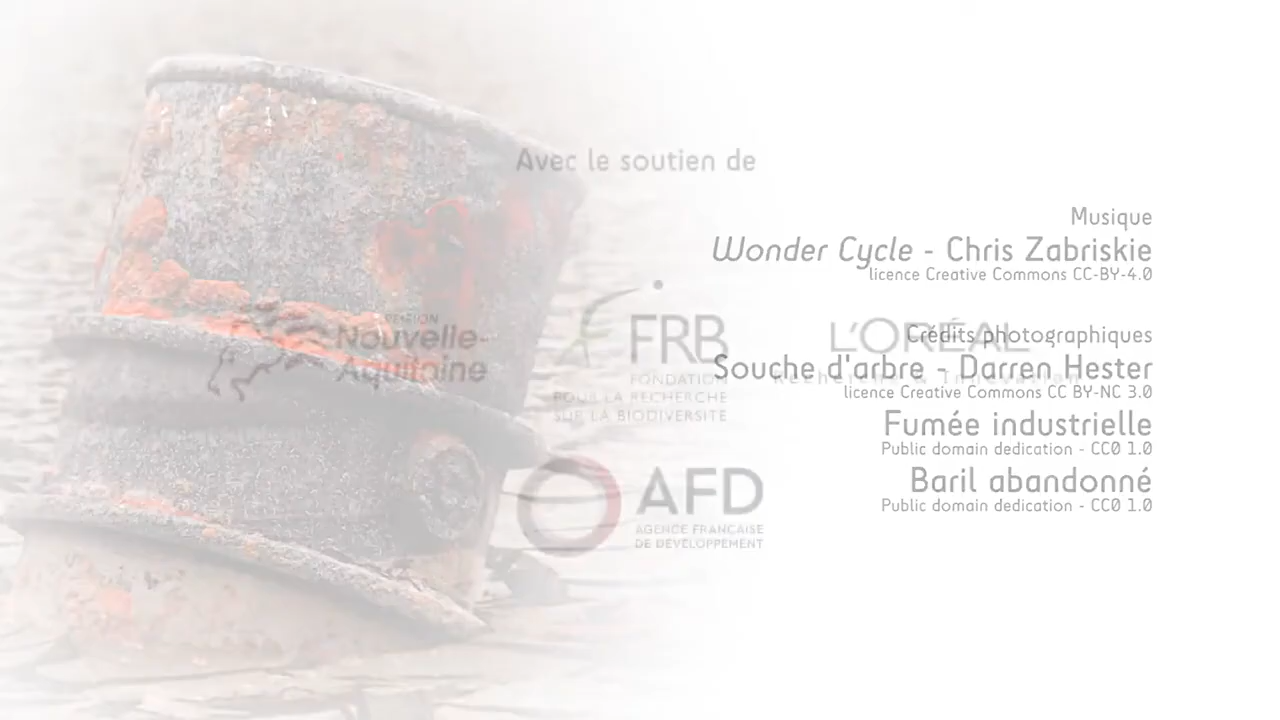 Avec le soutien de
Musique
Wonder Cycle - Chris Zabriskie
licence Creative Commons CC-BY-4.0
RÉGION
Nouvelle-
Aquitaine
FRB
FONDATION
POUR LA RECHERCHE
SUR LA BIODIVERSITÉ
L'ORÉAL
Recherche & Innovation
Crédits photographiques
Souche d'arbre - Darren Hester
licence Creative Commons CC BY-NC 3.0
Fumée industrielle
Public domain dedication - CC0 1.0
Baril abandonné
Public domain dedication - CC0 1.0
AFD
AGENCE FRANÇAISE
DE DÉVELOPPEMENT